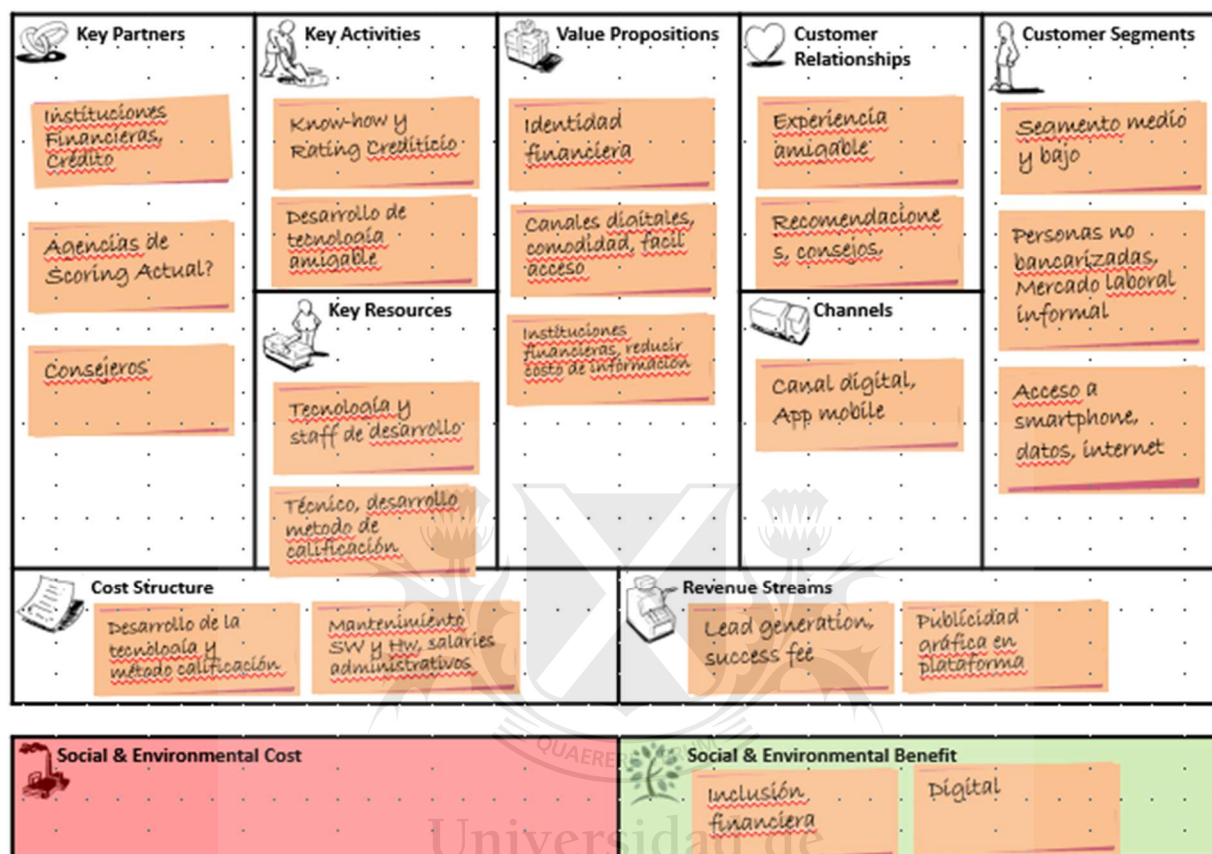 Key Partners
Instituciones
Financieras,
Crédito
Agencias de
Scoring Actual?
Consejeros
Key Activities
Know-how y
Rating Crediticio
Desarrollo de
tecnología
amigable
Key Resources
Tecnología y
staff de desarrollo
Técnico, desarrollo
metodo de
calificación
Value Propositions
Identidad
financiera
Canales digitales,
comodidad, facil
acceso
Instituciones
financieras, reducir
costo de información
Customer
Relationships
Experiencia
amigable
Recomendacione
s, consejos,
Channels
Canal digital,
App mobile
Customer Segments
Segmento medio
y bajo
Personas no
bancarizadas,
Mercado laboral
informal
Acceso a
smartphone,
datos, internet
Cost Structure
Desarrollo de la
tecnología y
método calificación
Mantenimiento
SW y Hw, salaries
administrativos
Revenue Streams
Lead generation,
success fee
Publicidad
gráfica en
plataforma
Social & Environmental Cost
Social & Environmental Benefit
Inclusión
financiera
Digital
Universidad de